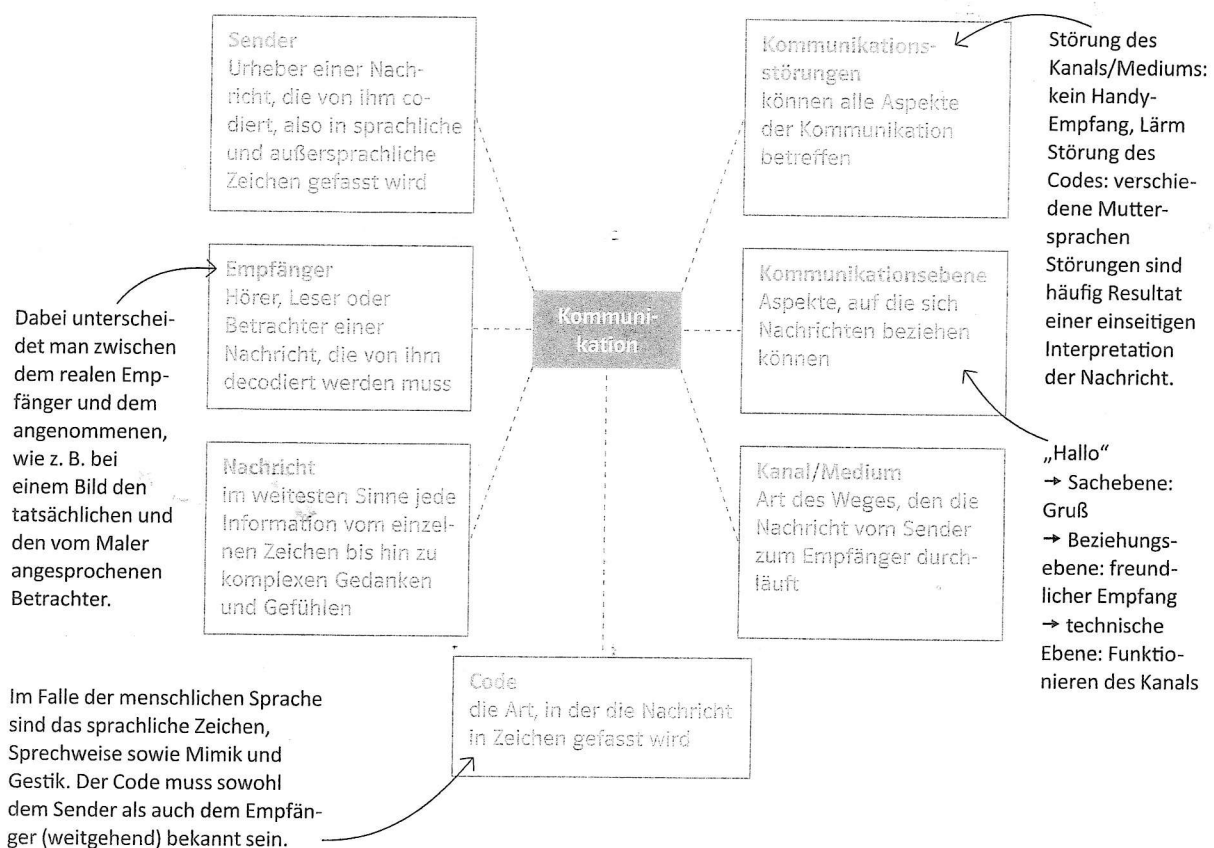 Sender
Urheber einer Nach-
richt, die von ihm co-
diert, also in sprachliche
und außersprachliche
Zeichen gefasst wird
Kommunikations-
störungen
können alle Aspekte
der Kommunikation
betreffen
Störung des
Kanals/Mediums:
kein Handy-
Empfang, Lärm
Störung des
Codes: verschie-
dene Mutter-
sprachen
Störungen sind
häufig Resultat
einer einseitigen
Interpretation
der Nachricht.
Dabei unterschei-
det man zwischen
dem realen Emp-
fänger und dem
angenommenen,
wie z. B. bei
einem Bild den
tatsächlichen und
den vom Maler
angesprochenen
Betrachter.
Empfänger
Hörer, Leser oder
Betrachter einer
Nachricht, die von ihm
decodiert werden muss
Kommuni-
kation
Kommunikationsebene
Aspekte, auf die sich
Nachrichten beziehen
können
„Hallo“
→ Sachebene:
Gruß
→ Beziehungs-
ebene: freund-
licher Empfang
→ technische
Ebene: Funktio-
nieren des Kanals
Nachricht
im weitesten Sinne jede
Information vom einzel-
nen Zeichen bis hin zu
komplexen Gedanken
und Gefühlen
Kanal/Medium
Art des Weges, den die
Nachricht vom Sender
zum Empfänger durch-
läuft
Code
die Art, in der die Nachricht
in Zeichen gefasst wird
Im Falle der menschlichen Sprache
sind das sprachliche Zeichen,
Sprechweise sowie Mimik und
Gestik. Der Code muss sowohl
dem Sender als auch dem Empfän-
ger (weitgehend) bekannt sein.